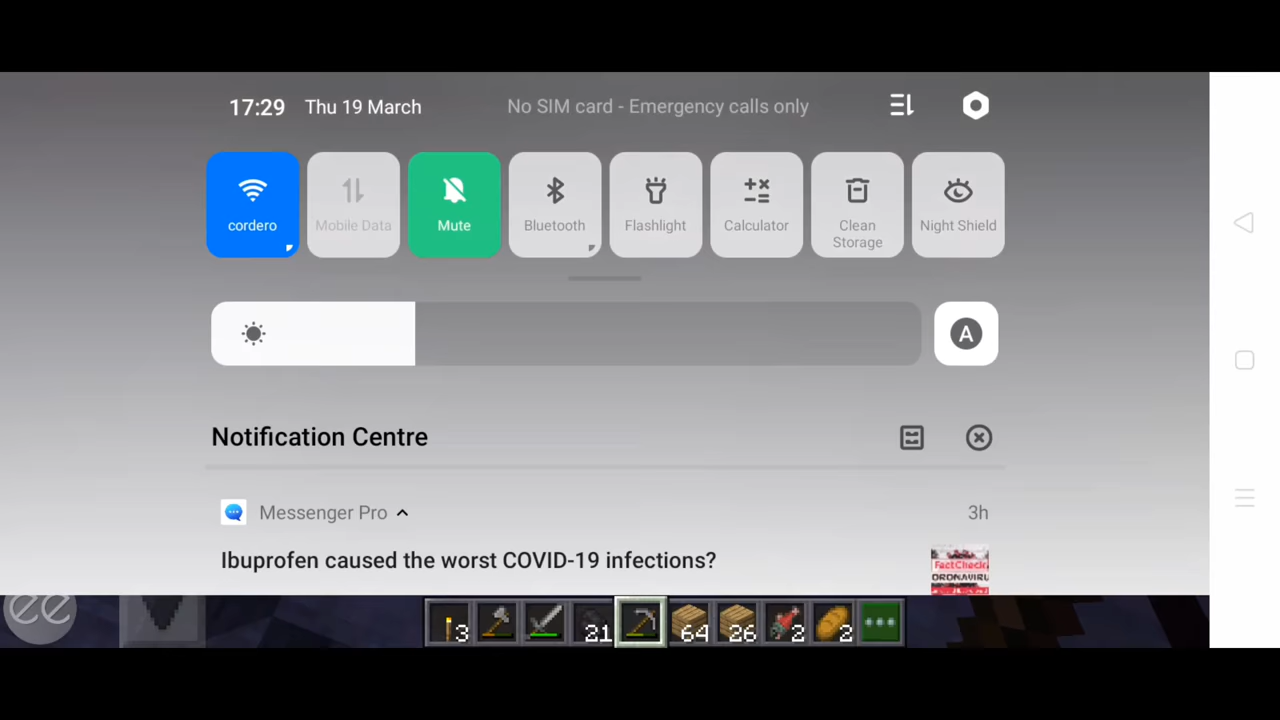 17:29 Thu 19 March No SIM card - Emergency calls only
cordero
Mobile Data
Mute
Bluetooth
Flashlight
Calculator
Clean
Storage
Night Shield
A
Notification Centre
Messenger Pro 3h
Ibuprofen caused the worst COVID-19 infections?
FactCheck
CORONAVIRU
ee
3 21 64 26 2 2